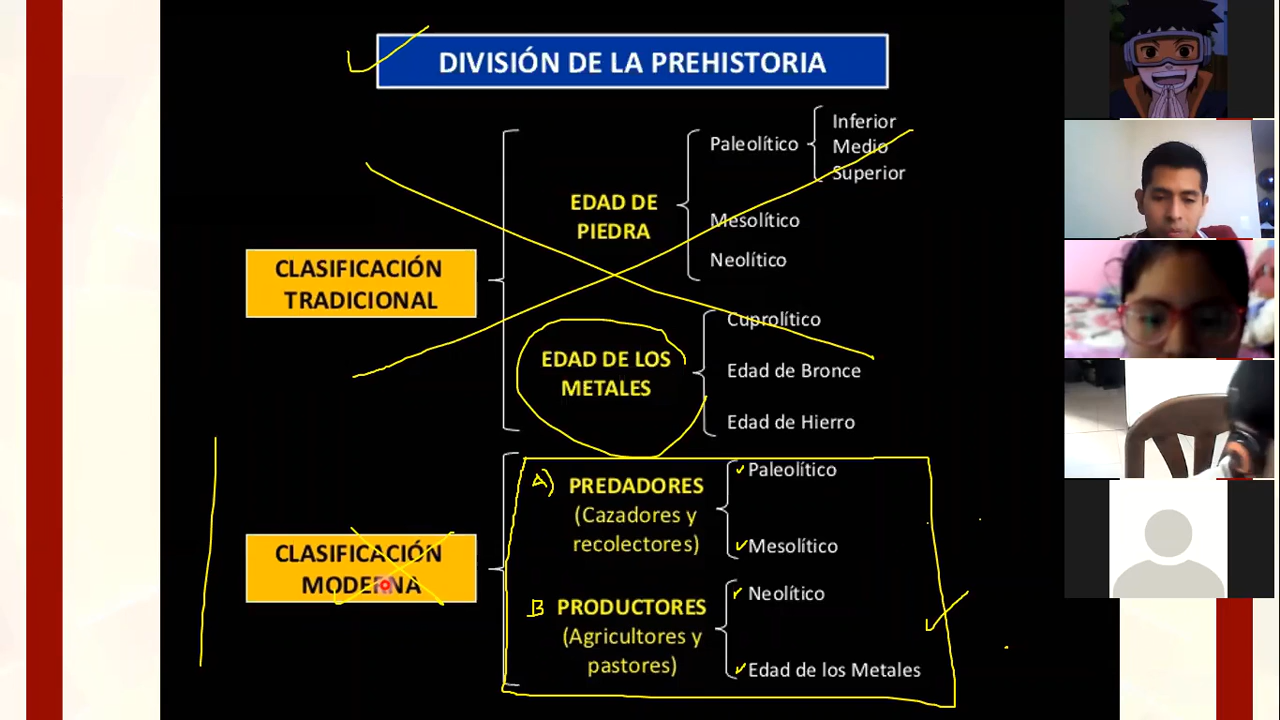 DIVISIÓN DE LA PREHISTORIA
CLASIFICACIÓN
TRADICIONAL
EDAD DE
PIEDRA
Paleolítico
Inferior
Medio
Superior
Mesolítico
Neolítico
EDAD DE LOS
METALES
Cuprolítico
Edad de Bronce
Edad de Hierro
CLASIFICACIÓN
MODERNA
A) PREDADORES
(Cazadores y
recolectores)
Paleolítico
Mesolítico
B PRODUCTORES
(Agricultores y
pastores)
Neolítico
Edad de los Metales